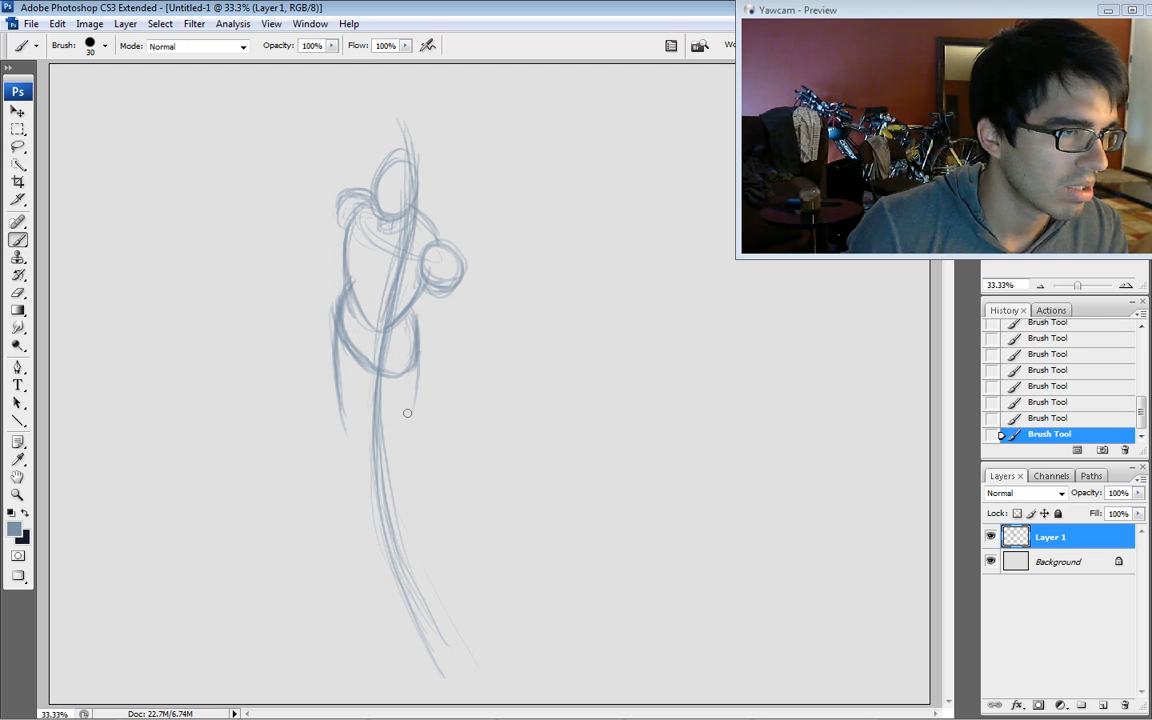 Adobe Photoshop CS3 Extended - [Untitled-1 @ 33.3% (Layer 1, RGB/8)]
File Edit Image Layer Select Filter Analysis View Window Help
Brush: 30 Mode: Normal Opacity: 100% Flow: 100%
Yawcam - Preview
Ps
T
33.33%
History × Actions
Brush Tool
Brush Tool
Brush Tool
Brush Tool
Brush Tool
Brush Tool
Brush Tool
Brush Tool
Layers × Channels Paths
Normal Opacity: 100%
Lock: Fill: 100%
Layer 1
Background
fx
33.33% Doc: 22.7M/6.74M